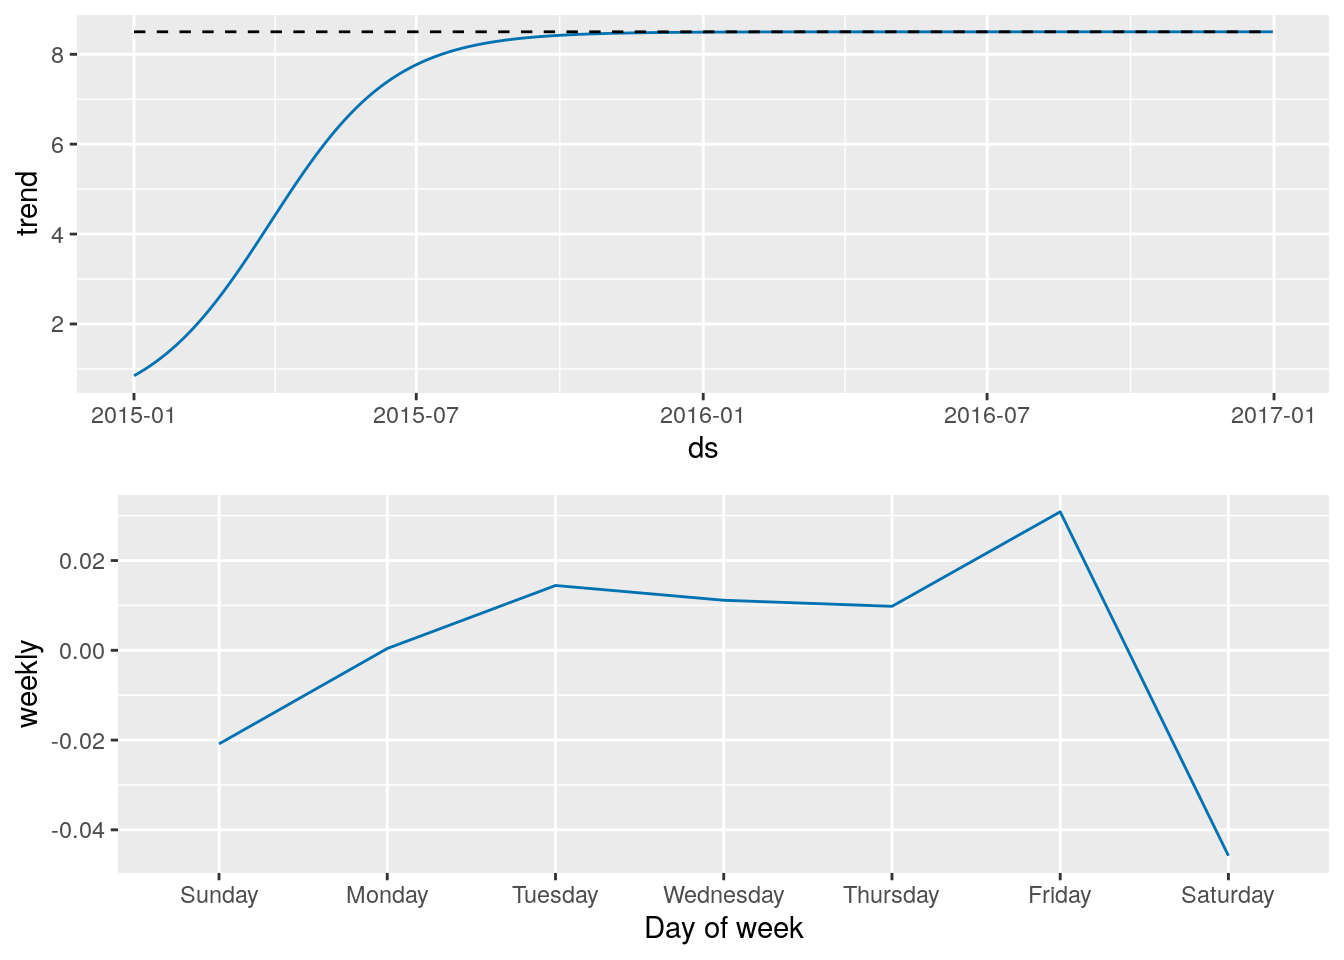 8
6
4
2
trend
2015-01 2015-07 2016-01 2016-07 2017-01
ds
0.02
0.00
-0.02
-0.04
weekly
Sunday Monday Tuesday Wednesday Thursday Friday Saturday
Day of week